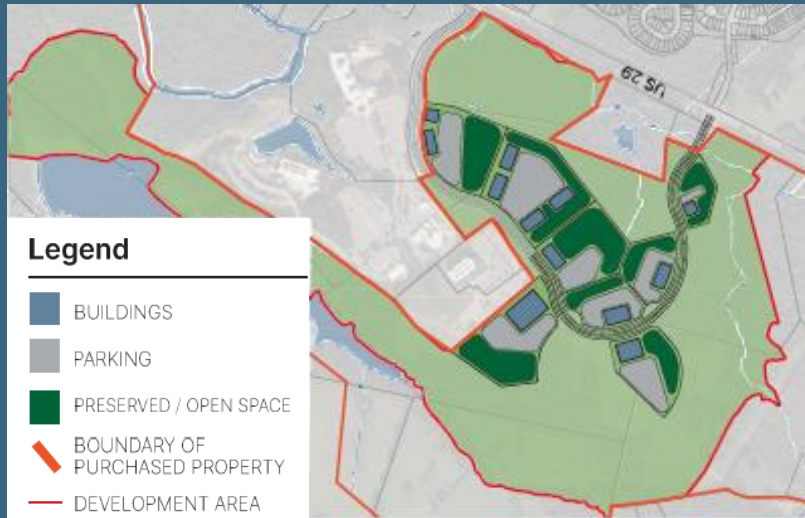 US 29
Legend
BUILDINGS
PARKING
PRESERVED / OPEN SPACE
BOUNDARY OF
PURCHASED PROPERTY
DEVELOPMENT AREA